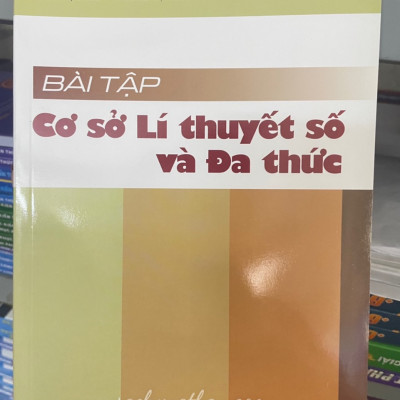 BÀI TẬP
Cơ sở Lí thuyết số
và Đa thức